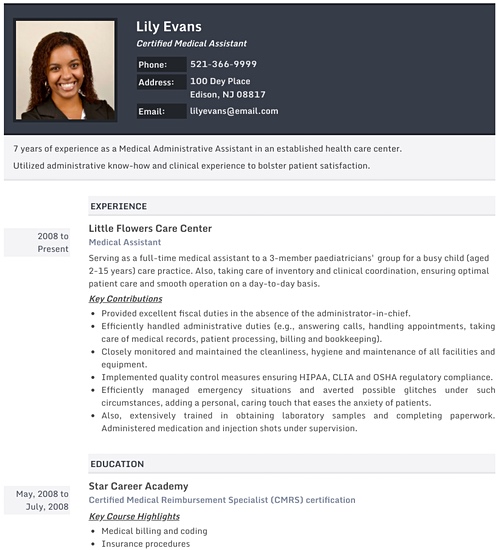 Lily Evans
Certified Medical Assistant
Phone: 521-366-9999
Address: 100 Dey Place
Edison, NJ 08817
Email: lilyevans@email.com
7 years of experience as a Medical Administrative Assistant in an established health care center.
Utilized administrative know-how and clinical experience to bolster patient satisfaction.
EXPERIENCE
2008 to
Present
Little Flowers Care Center
Medical Assistant
Serving as a full-time medical assistant to a 3-member paediatricians' group for a busy child (aged
2-15 years) care practice. Also, taking care of inventory and clinical coordination, ensuring optimal
patient care and smooth operation on a day-to-day basis.
Key Contributions
• Provided excellent fiscal duties in the absence of the administrator-in-chief.
• Efficiently handled administrative duties (e.g., answering calls, handling appointments, taking
care of medical records, patient processing, billing and bookkeeping).
• Closely monitored and maintained the cleanliness, hygiene and maintenance of all facilities and
equipment.
• Implemented quality control measures ensuring HIPAA, CLIA and OSHA regulatory compliance.
• Efficiently managed emergency situations and averted possible glitches under such
circumstances, adding a personal, caring touch that eases the anxiety of patients.
• Also, extensively trained in obtaining laboratory samples and completing paperwork.
Administered medication and injection shots under supervision.
EDUCATION
May, 2008 to
July, 2008
Star Career Academy
Certified Medical Reimbursement Specialist (CMRS) certification
Key Course Highlights
• Medical billing and coding
• Insurance procedures